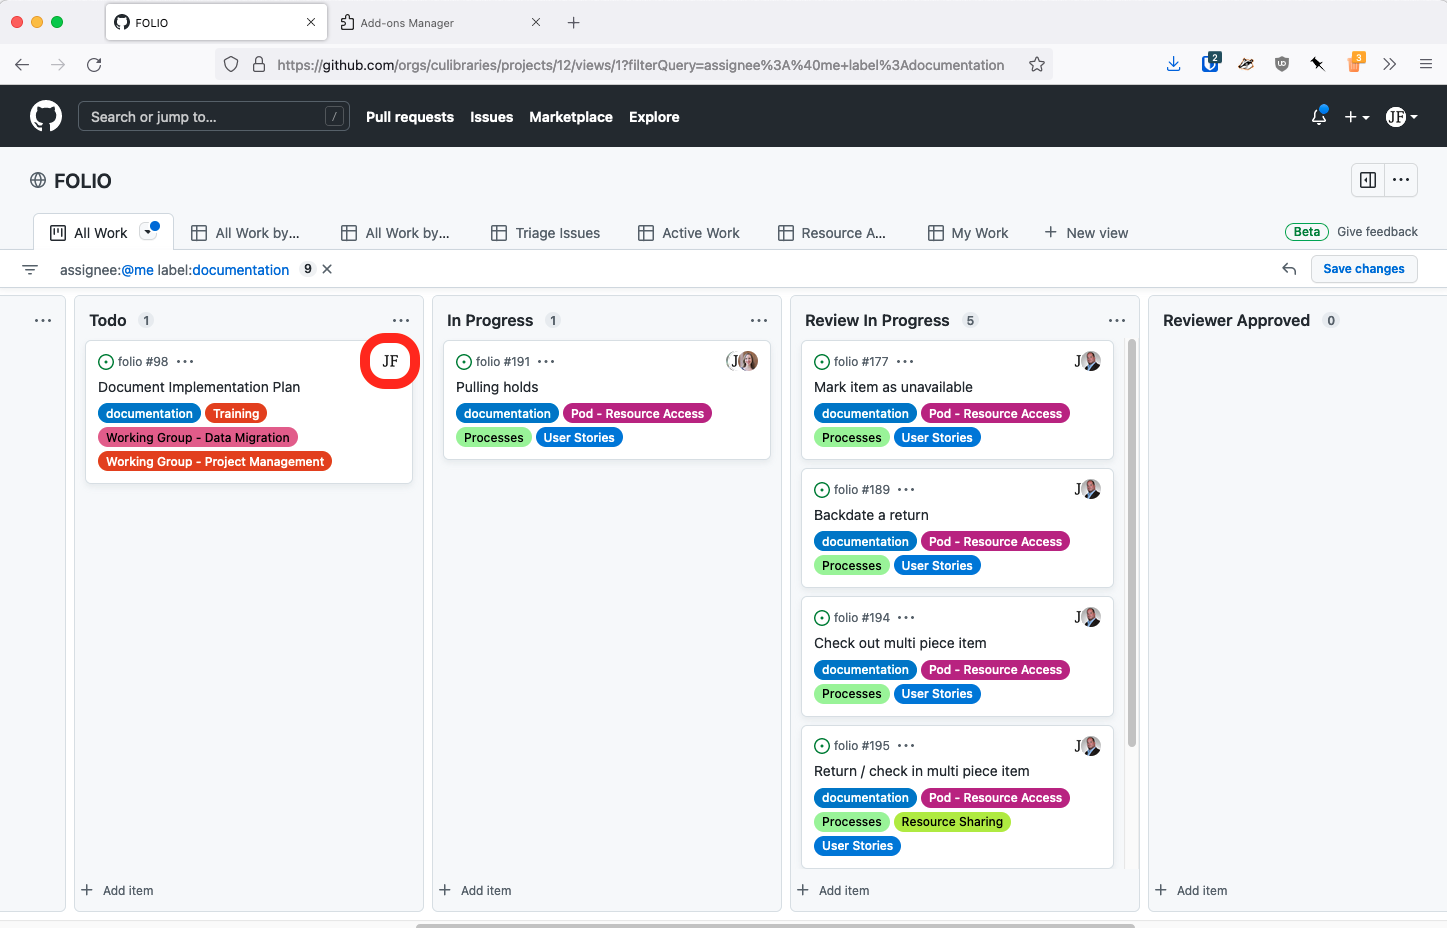 FOLIO
Add-ons Manager
https://github.com/orgs/culibraries/projects/12/views/1?filterQuery=assignee%3A%40me+label%3Adocumentation
2
UD
3
Search or jump to... /
Pull requests
Issues
Marketplace
Explore
JF
FOLIO
All Work
All Work by...
All Work by...
Triage Issues
Active Work
Resource A...
My Work
New view
Beta
Give feedback
assignee:@me label:documentation 9
Save changes
Todo 1
folio #98
JF
Document Implementation Plan
documentation Training
Working Group - Data Migration
Working Group - Project Management
Add item
In Progress 1
folio #191
J
Pulling holds
documentation Pod - Resource Access
Processes User Stories
Add item
Review In Progress 5
folio #177
J
Mark item as unavailable
documentation Pod - Resource Access
Processes User Stories
folio #189
J
Backdate a return
documentation Pod - Resource Access
Processes User Stories
folio #194
J
Check out multi piece item
documentation Pod - Resource Access
Processes User Stories
folio #195
J
Return / check in multi piece item
documentation Pod - Resource Access
Processes Resource Sharing
User Stories
Add item
Reviewer Approved 0
Add item